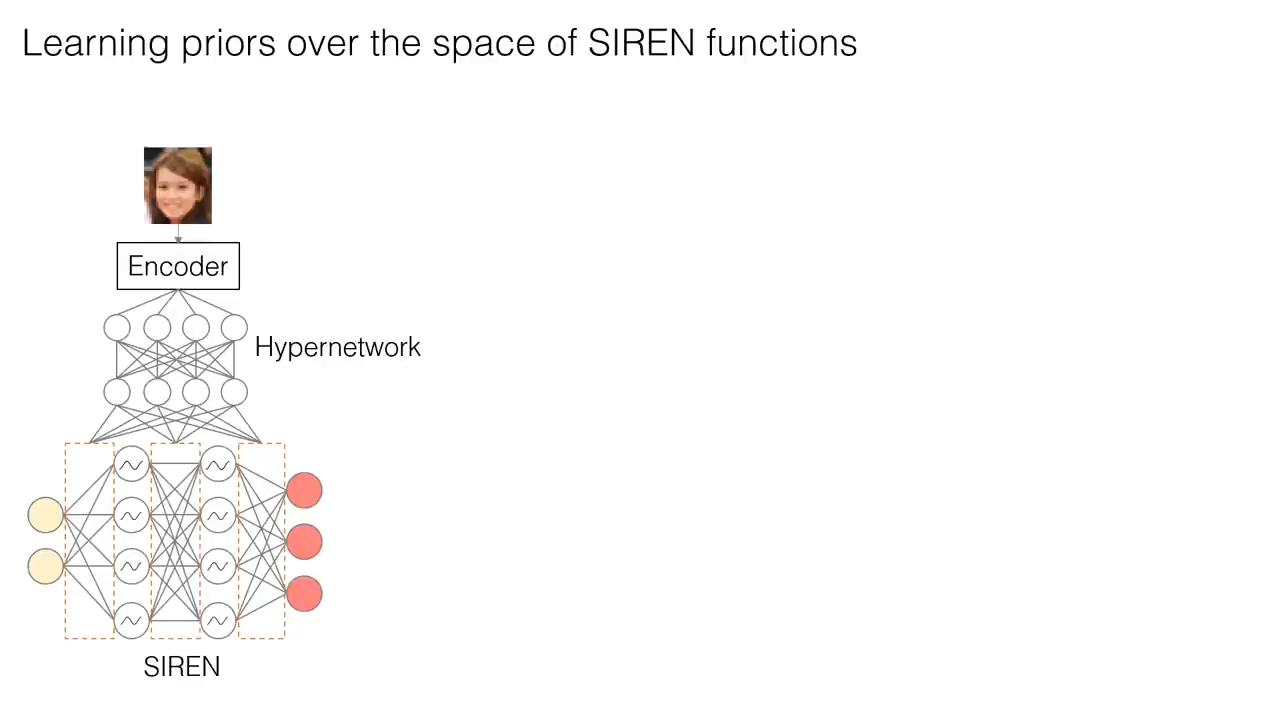 Learning priors over the space of SIREN functions
Encoder
Hypernetwork
SIREN